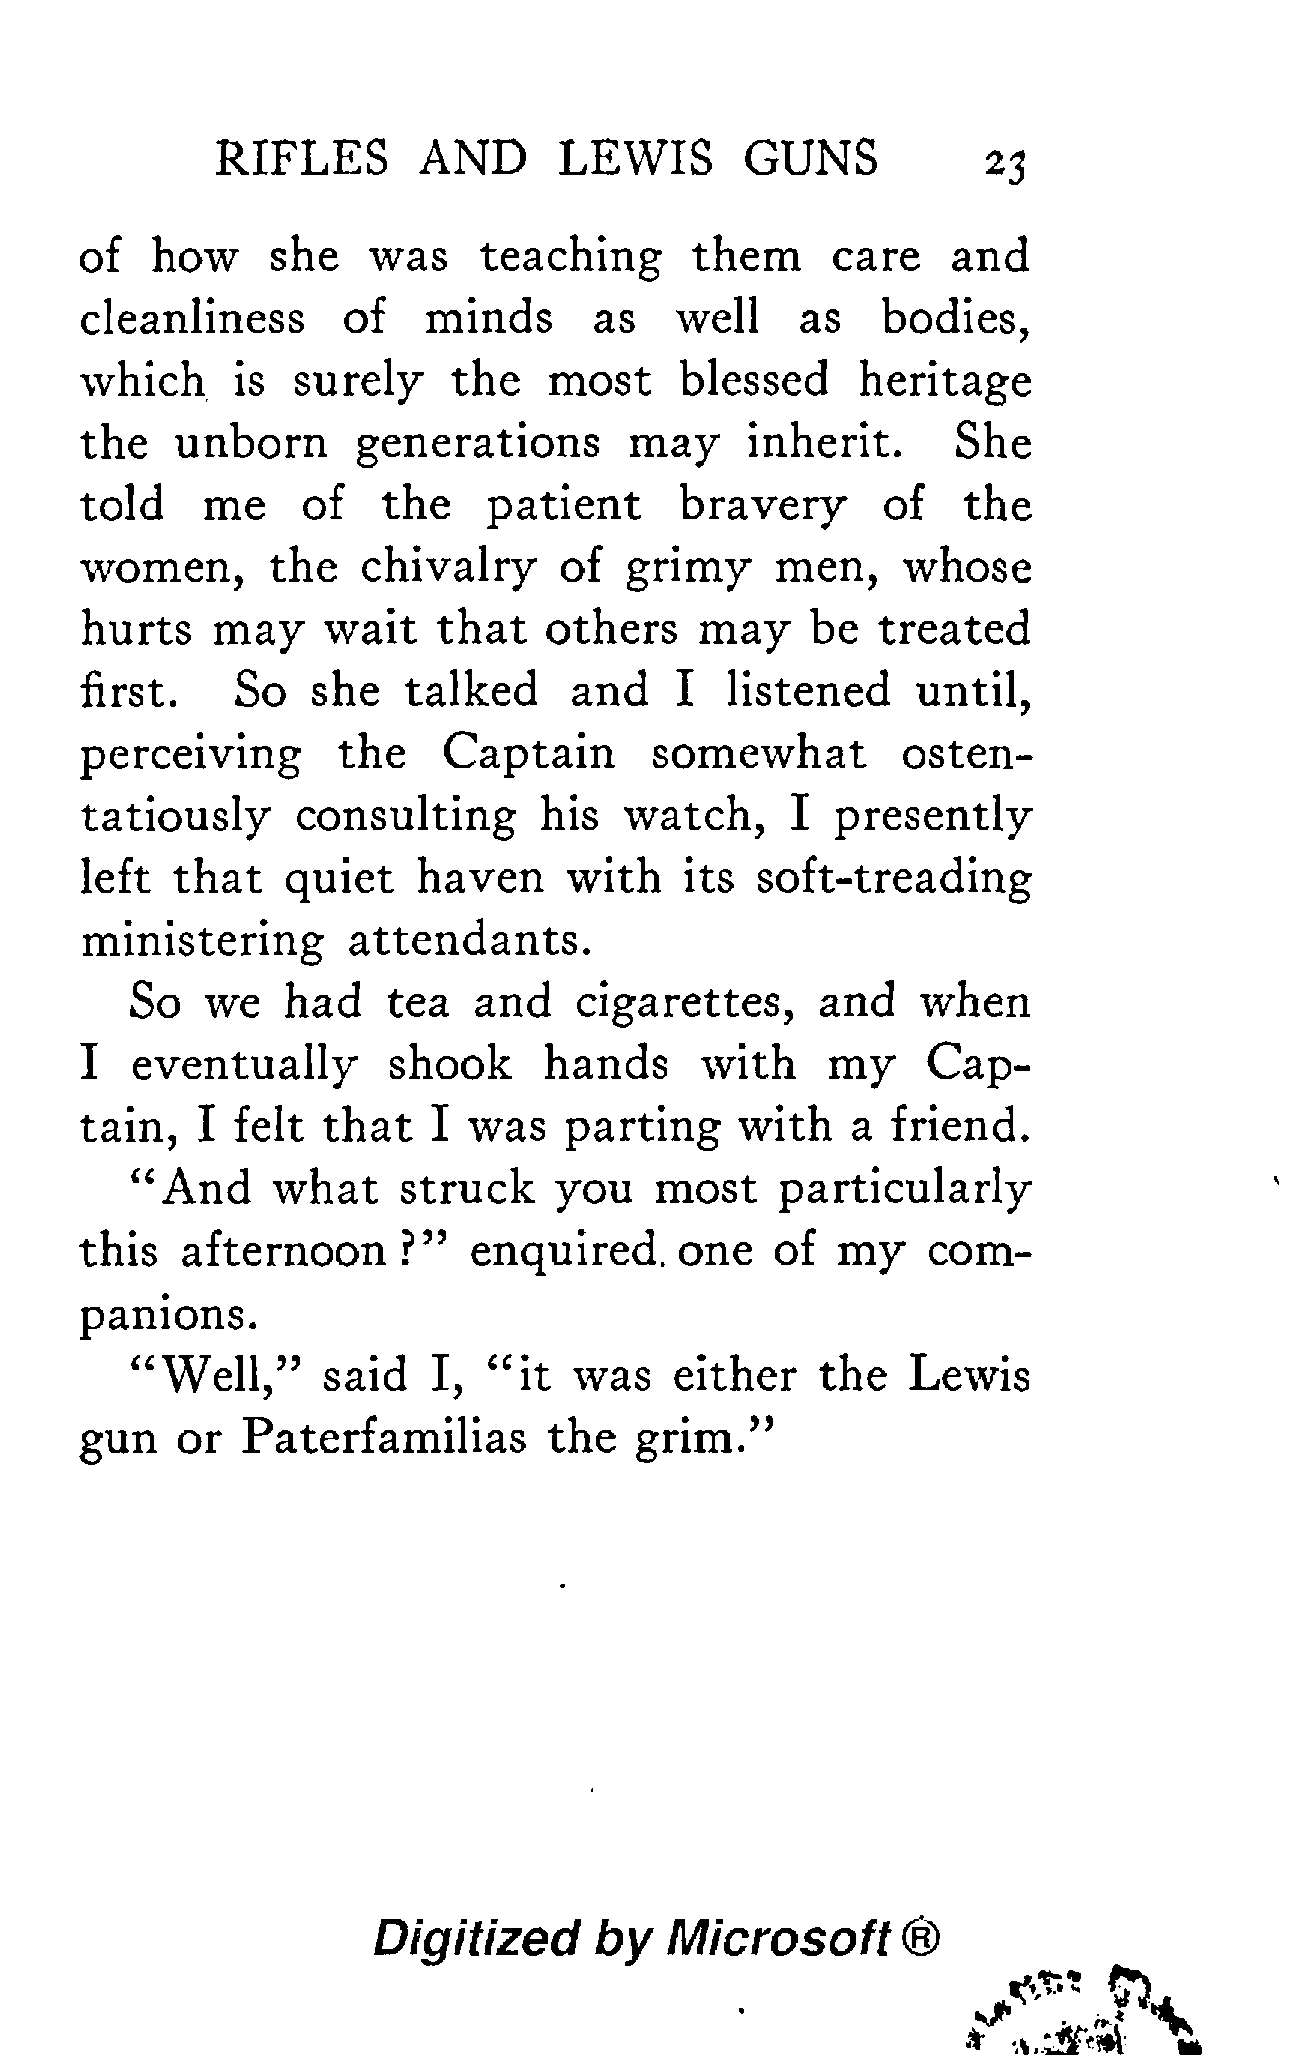 RIFLES AND LEWIS GUNS 23
of how she was teaching them care and
cleanliness of minds as well as bodies,
which is surely the most blessed heritage
the unborn generations may inherit. She
told me of the patient bravery of the
women, the chivalry of grimy men, whose
hurts may wait that others may be treated
first. So she talked and I listened until,
perceiving the Captain somewhat osten-
tatiously consulting his watch, I presently
left that quiet haven with its soft-treading
ministering attendants.
So we had tea and cigarettes, and when
I eventually shook hands with my Cap-
tain, I felt that I was parting with a friend.
"And what struck you most particularly
this afternoon?" enquired. one of my com-
panions.
"Well," said I, "it was either the Lewis
gun or Paterfamilias the grim."
Digitized by Microsoft ®